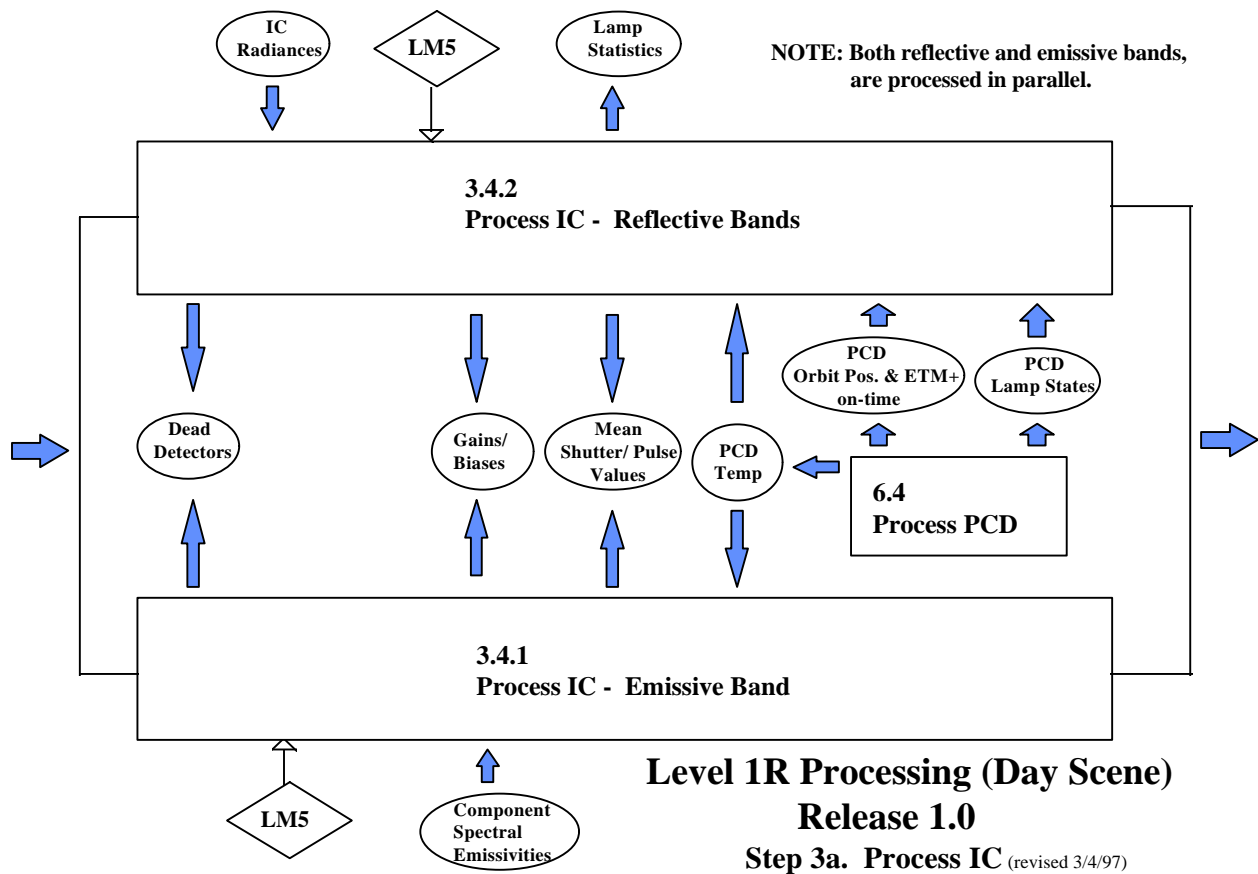 IC
Radiances
LM5
Lamp
Statistics
NOTE: Both reflective and emissive bands,
are processed in parallel.
3.4.2
Process IC - Reflective Bands
Dead
Detectors
Gains/
Biases
Mean
Shutter/ Pulse
Values
PCD
Temp
PCD
Orbit Pos. & ETM+
on-time
PCD
Lamp States
6.4
Process PCD
3.4.1
Process IC - Emissive Band
LM5
Component
Spectral
Emissivities
Level 1R Processing (Day Scene)
Release 1.0
Step 3a. Process IC (revised 3/4/97)